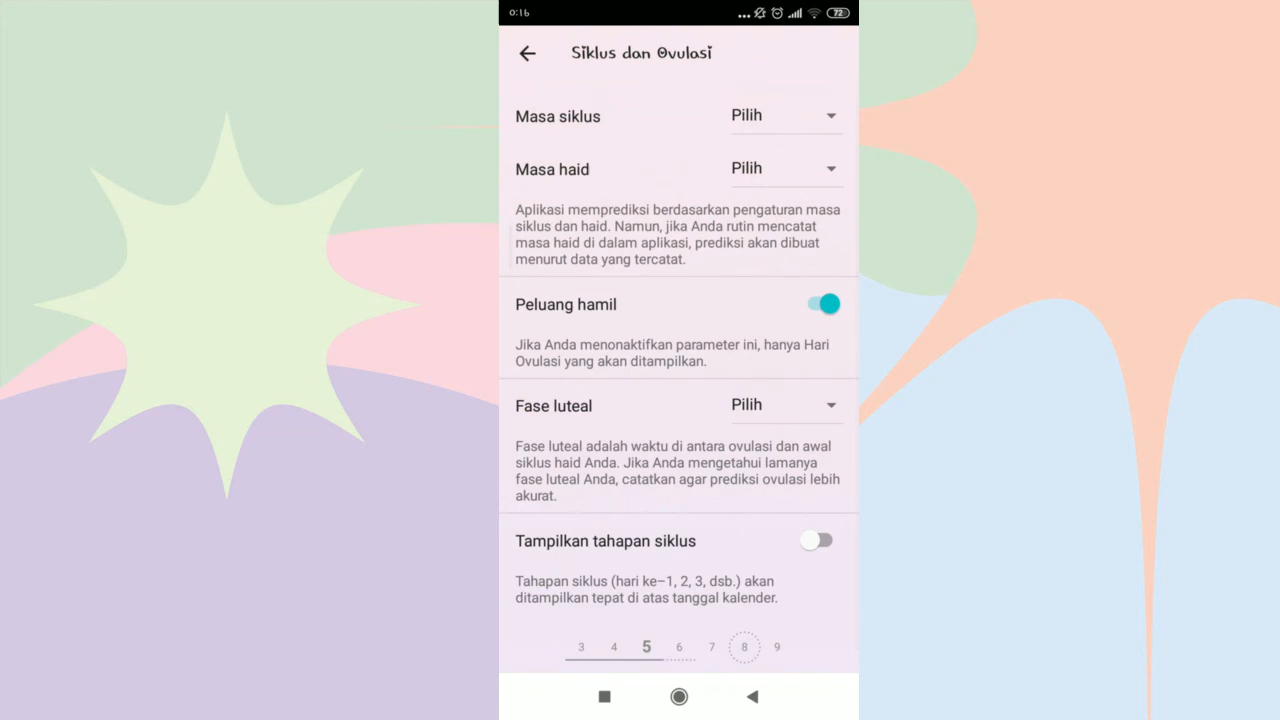 0:16
72
Siklus dan Ovulasi
Masa siklus Pilih
Masa haid Pilih
Aplikasi memprediksi berdasarkan pengaturan masa
siklus dan haid. Namun, jika Anda rutin mencatat
masa haid di dalam aplikasi, prediksi akan dibuat
menurut data yang tercatat.
Peluang hamil
Jika Anda menonaktifkan parameter ini, hanya Hari
Ovulasi yang akan ditampilkan.
Fase luteal Pilih
Fase luteal adalah waktu di antara ovulasi dan awal
siklus haid Anda. Jika Anda mengetahui lamanya
fase luteal Anda, catatkan agar prediksi ovulasi lebih
akurat.
Tampilkan tahapan siklus
Tahapan siklus (hari ke–1, 2, 3, dsb.) akan
ditampilkan tepat di atas tanggal kalender.
3 4 5 6 7 8 9